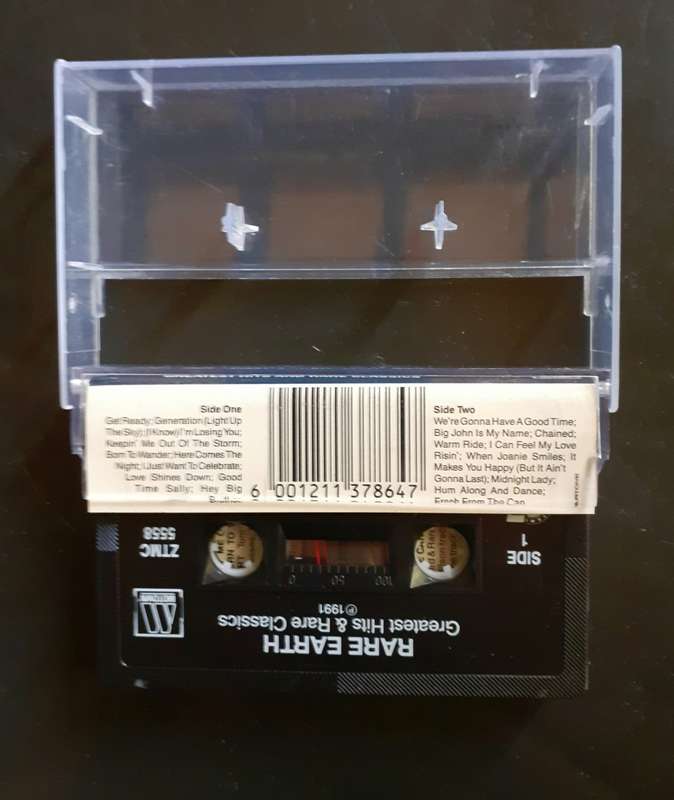 Side One
Get Ready; Generation (Light Up
The Sky); (I Know) I'm Losing You;
Keepin' Me Out Of The Storm;
Born To Wander; Here Comes The
Night; I Just Want To Celebrate;
Love Shines Down; Good
Time Sally; Hey Big
6 001211 378647
Side Two
We're Gonna Have A Good Time;
Big John Is My Name; Chained;
Warm Ride; I Can Feel My Love
Risin'; When Joanie Smiles; It
Makes You Happy (But It Ain't
Gonna Last); Midnight Lady;
Hum Along And Dance;
Fresh From The Can
RARE EARTH
Greatest Hits & Rare Classics
℗ 1991
SIDE
1
ZTMC
5558
100 50 0